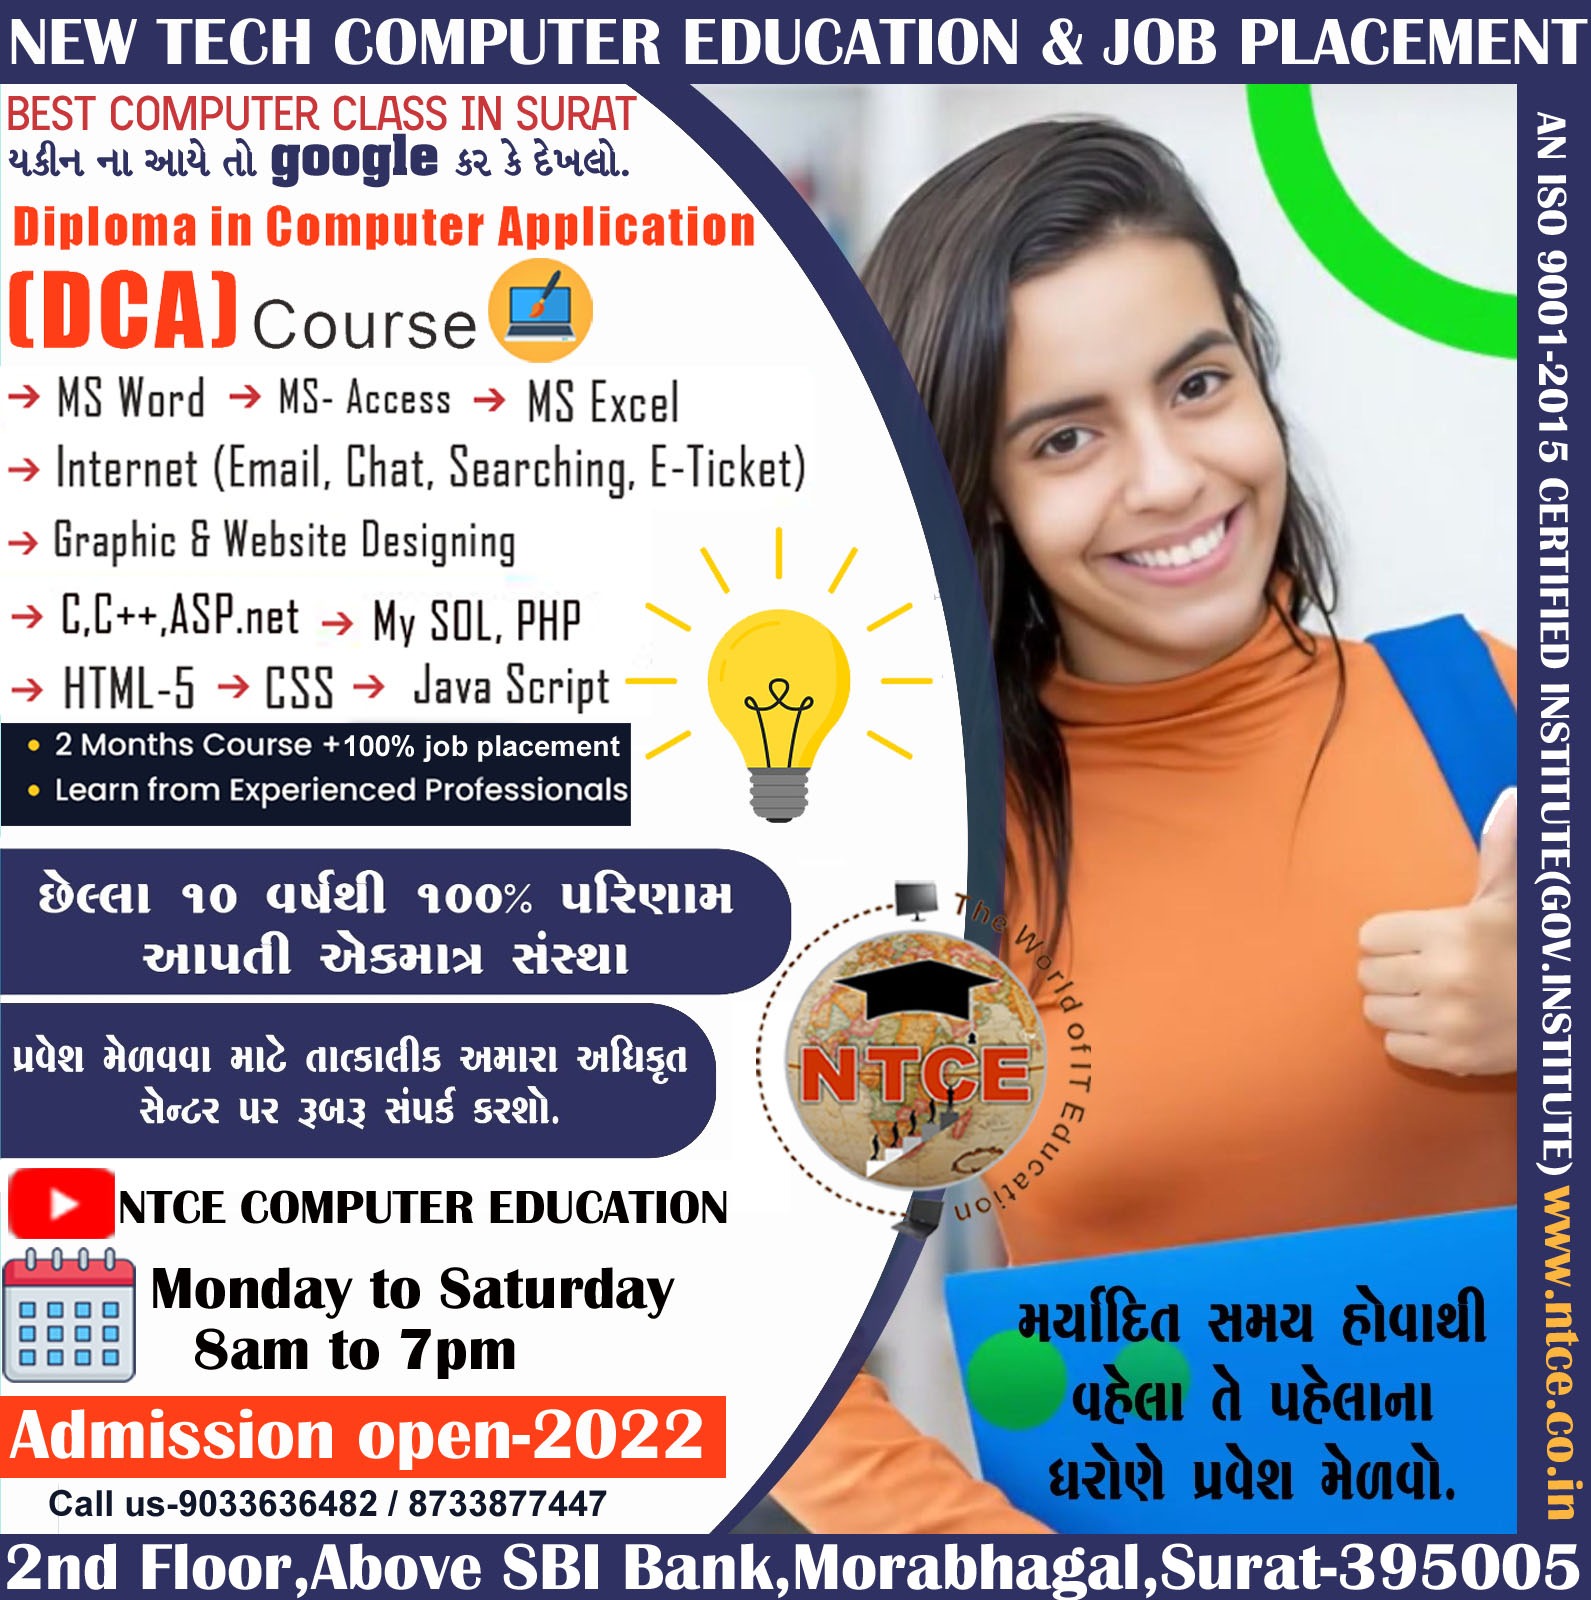 NEW TECH COMPUTER EDUCATION & JOB PLACEMENT
BEST COMPUTER CLASS IN SURAT
યકીન ના આયે તો google કર કે દેખલો.
Diploma in Computer Application
(DCA) Course
→ MS Word → MS- Access → MS Excel
→ Internet (Email, Chat, Searching, E-Ticket)
→ Graphic & Website Designing
→ C,C++,ASP.net → My SQL, PHP
→ HTML-5 → CSS → Java Script
• 2 Months Course +100% job placement
• Learn from Experienced Professionals
છેલ્લા ૧૦ વર્ષથી ૧૦૦% પરિણામ
આપતી એકમાત્ર સંસ્થા
પ્રવેશ મેળવવા માટે તાત્કાલીક અમારા અધિકૃત
સેન્ટર પર રૂબરૂ સંપર્ક કરશો.
NTCE COMPUTER EDUCATION
Monday to Saturday
8am to 7pm
Admission open-2022
Call us-9033636482 / 8733877447
The World of IT Education
NTCE
મર્યાદિત સમય હોવાથી
વહેલા તે પહેલાના
ધરોણે પ્રવેશ મેળવો.
AN ISO 9001-2015 CERTIFIED INSTITUTE(GOV.INSTITUTE) www.ntce.co.in
2nd Floor,Above SBI Bank,Morabhagal,Surat-395005